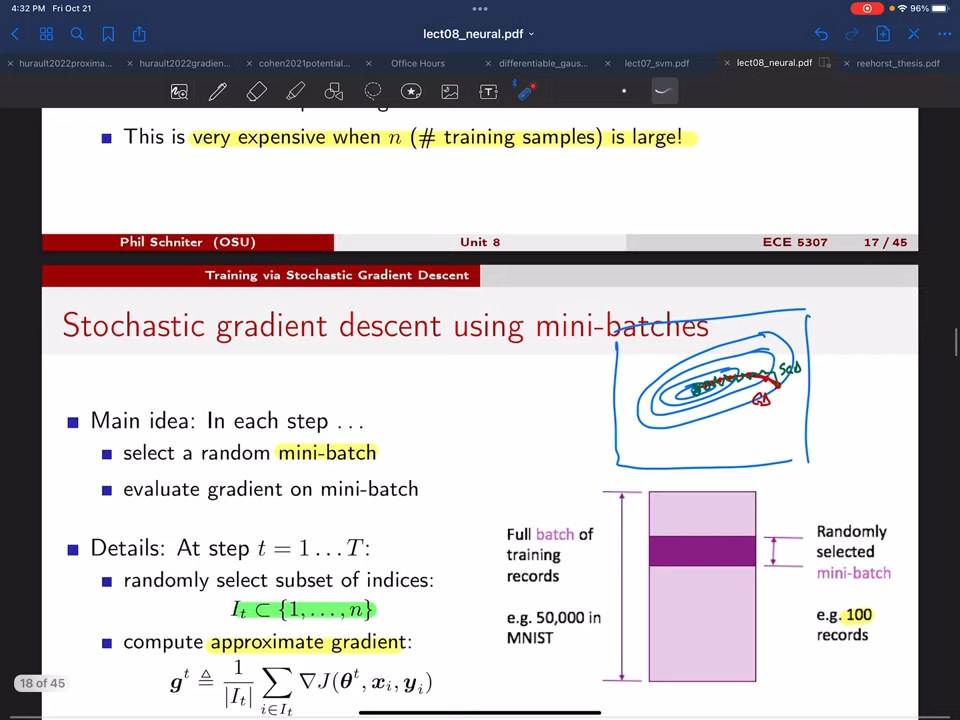 4:32 PM Fri Oct 21
96%
lect08_neural.pdf
hurault2022proxima...
hurault2022gradien...
cohen2021potential...
Office Hours
differentiable_gaus...
lect07_svm.pdf
lect08_neural.pdf
reehorst_thesis.pdf
This is very expensive when n (# training samples) is large!
Phil Schniter (OSU) Unit 8 ECE 5307 17 / 45
Training via Stochastic Gradient Descent
Stochastic gradient descent using mini-batches
SGD
GD
Main idea: In each step ...
select a random mini-batch
evaluate gradient on mini-batch
Details: At step t = 1 ... T:
randomly select subset of indices:
I_t ⊂ {1, ..., n}
compute approximate gradient:
g^t ≜ 1/|I_t| ∑_{i∈I_t} ∇J(θ^t, x_i, y_i)
Full batch of
training
records
e.g. 50,000 in
MNIST
Randomly
selected
mini-batch
e.g. 100
records
18 of 45